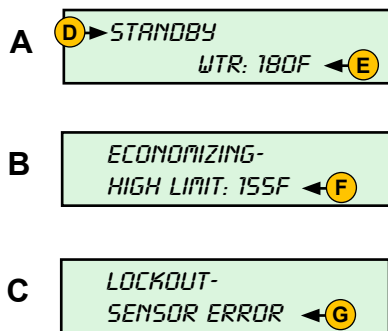 A
D STANDBY
WTR: 180F E
B
ECONOMIZING-
HIGH LIMIT: 155F F
C
LOCKOUT-
SENSOR ERROR G